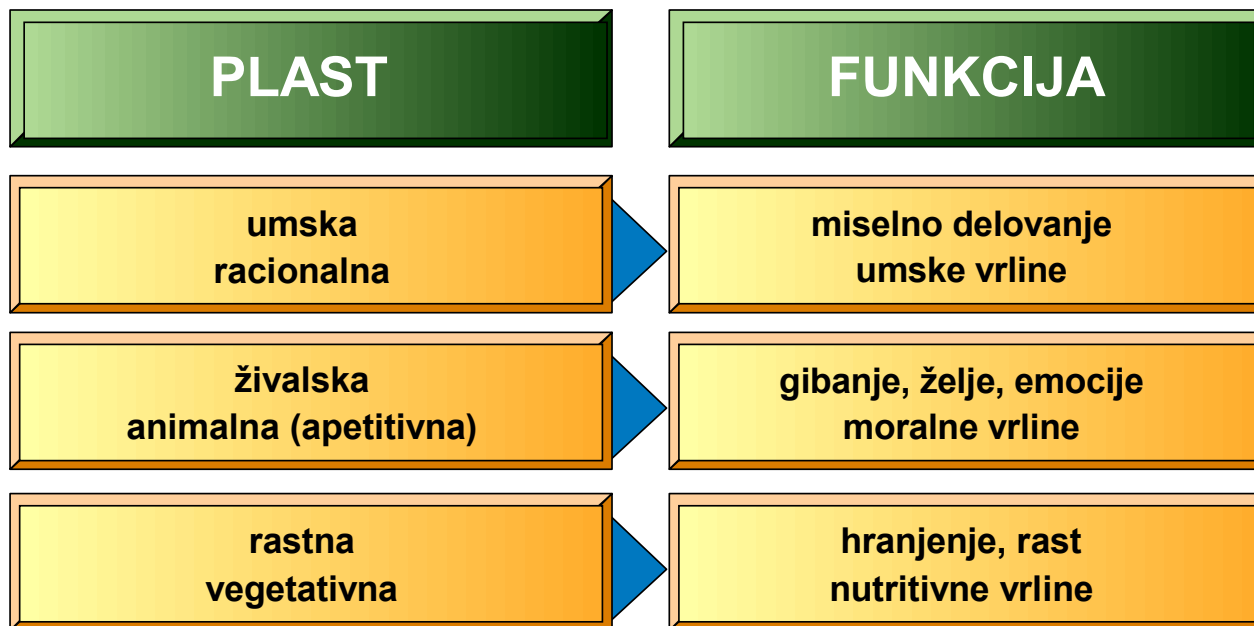 PLAST
FUNKCIJA
umska
racionalna
miselno delovanje
umske vrline
živalska
animalna (apetitivna)
gibanje, želje, emocije
moralne vrline
rastna
vegetativna
hranjenje, rast
nutritivne vrline